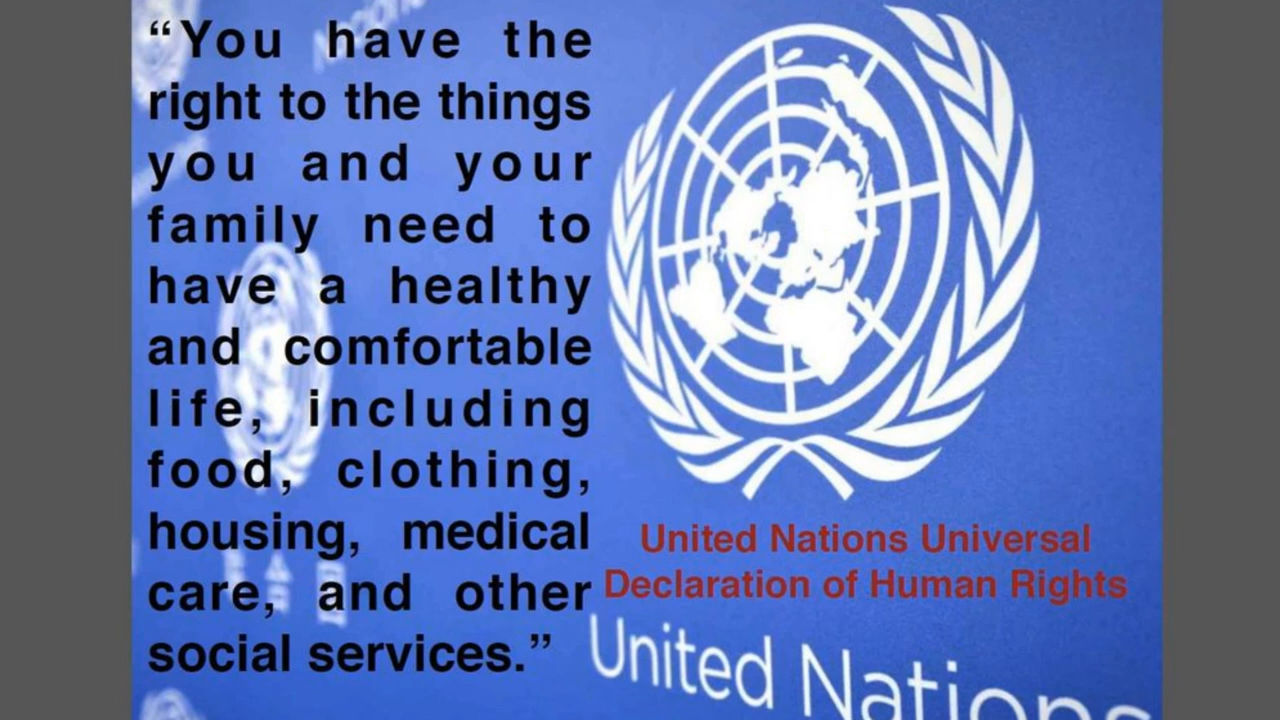 “You have the
right to the things
you and your
family need to
have a healthy
and comfortable
life, including
food, clothing,
housing, medical
care, and other
social services.”
United Nations Universal
Declaration of Human Rights
United Nations